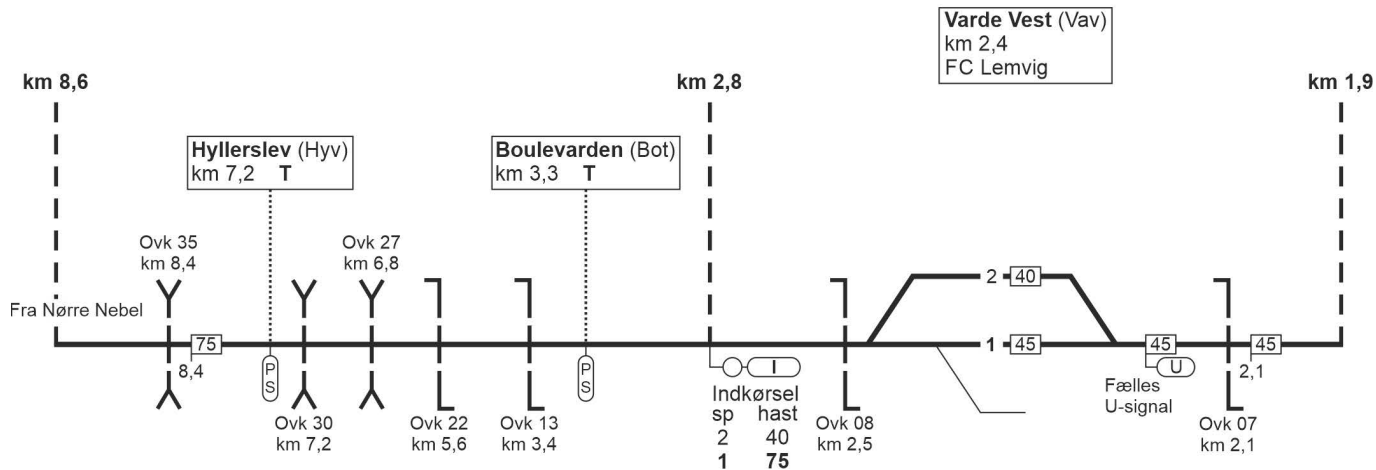 Varde Vest (Vav)
km 2,4
FC Lemvig
km 8,6
km 2,8
km 1,9
Hyllerslev (Hyv)
km 7,2 T
Boulevarden (Bot)
km 3,3 T
Ovk 35
km 8,4
Ovk 27
km 6,8
Fra Nørre Nebel
2 40
75
1 45
45
45
8,4
P
S
P
S
I
U
2,1
Fælles
U-signal
Indkørsel
sp hast
2 40
1 75
Ovk 30
km 7,2
Ovk 22
km 5,6
Ovk 13
km 3,4
Ovk 08
km 2,5
Ovk 07
km 2,1